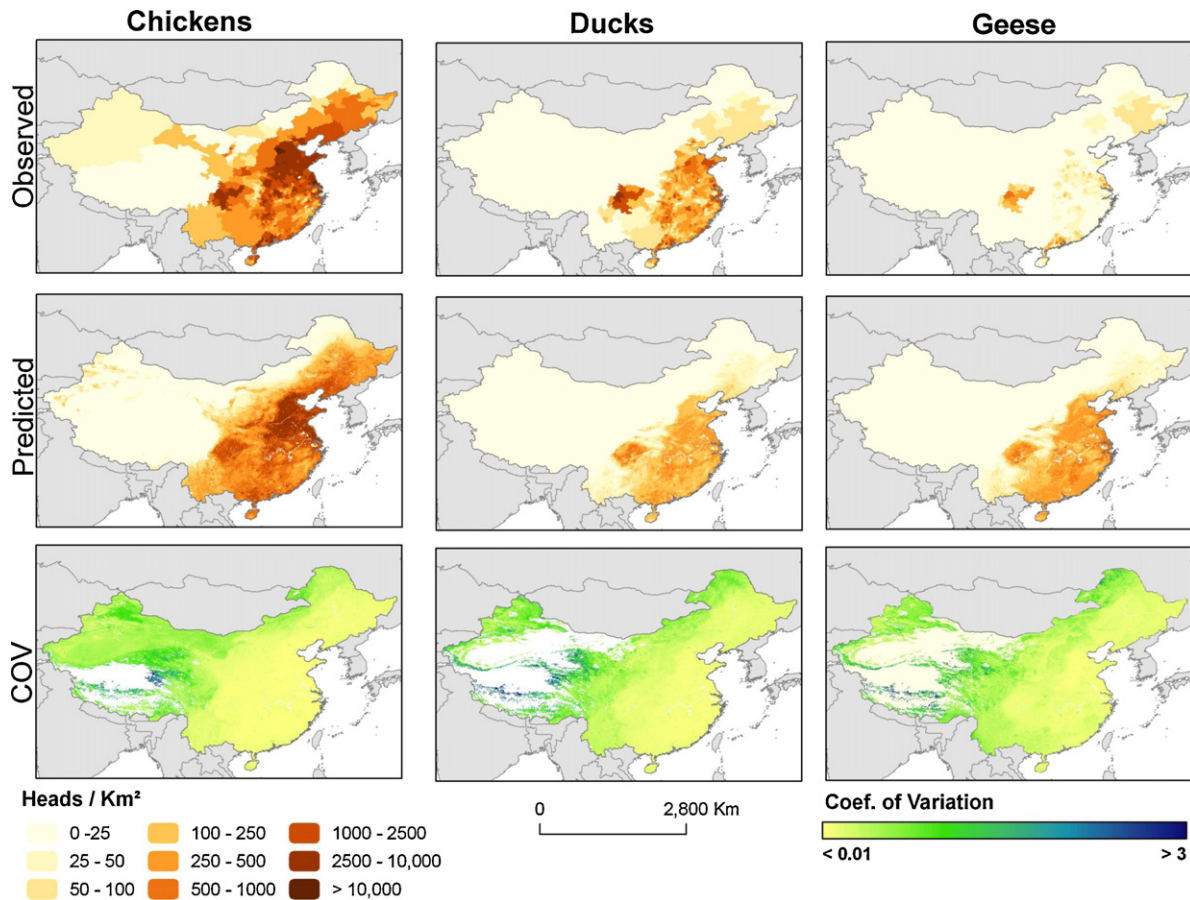 Chickens
Ducks
Geese
Observed
Predicted
COV
Heads / Km²
0 -25
100 - 250
1000 - 2500
25 - 50
250 - 500
2500 - 10,000
50 - 100
500 - 1000
> 10,000
0
2,800 Km
Coef. of Variation
< 0.01
> 3